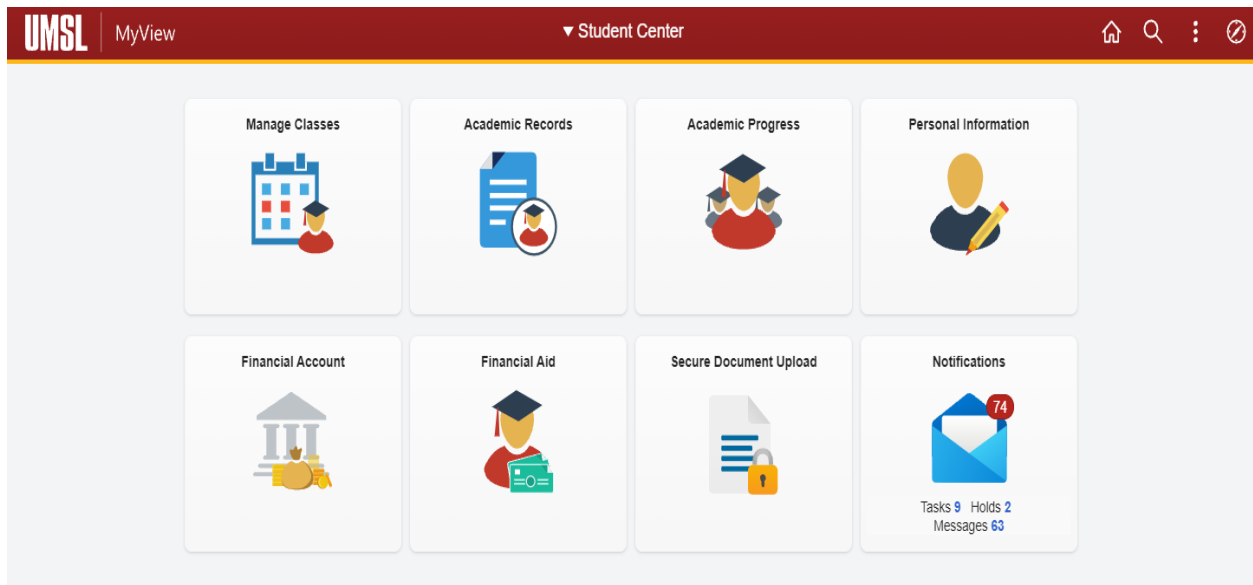 UMSL MyView ▾ Student Center
Manage Classes
Academic Records
Academic Progress
Personal Information
Financial Account
Financial Aid
Secure Document Upload
Notifications
74
Tasks 9 Holds 2
Messages 63